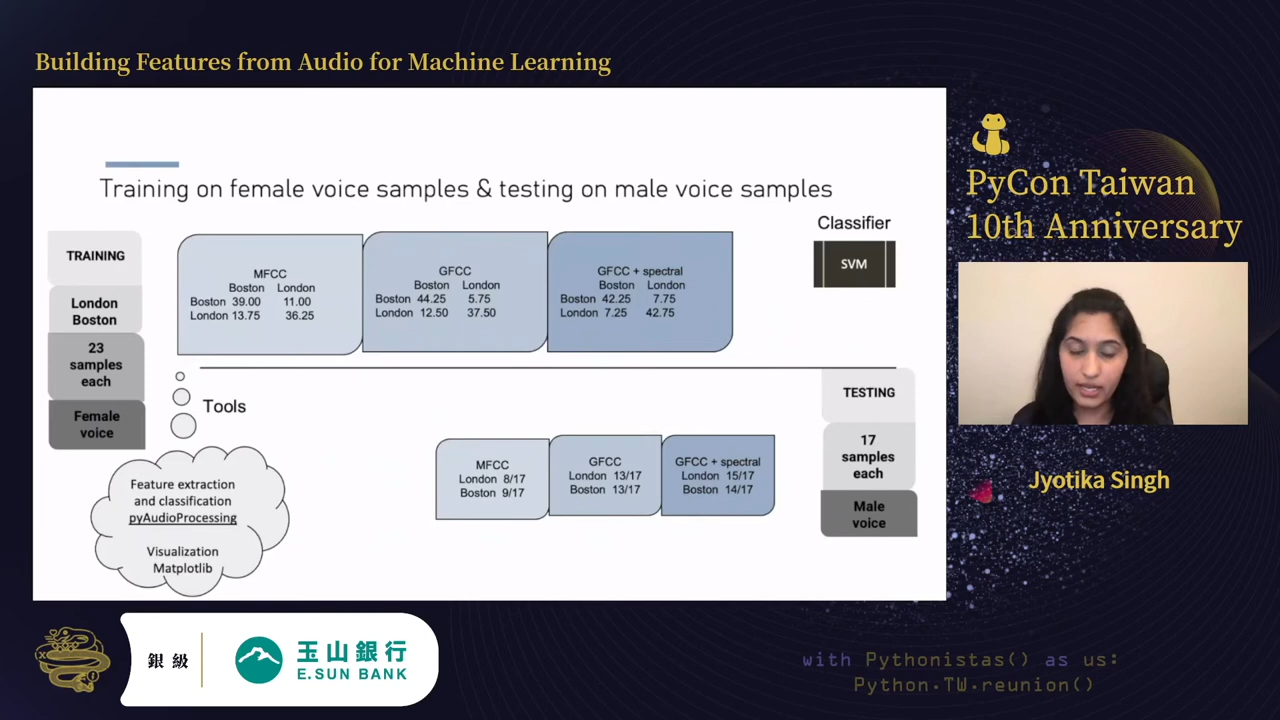 Building Features from Audio for Machine Learning
Training on female voice samples & testing on male voice samples
TRAINING
London
Boston
23
samples
each
Female
voice
MFCC
Boston London
Boston 39.00 11.00
London 13.75 36.25
GFCC
Boston London
Boston 44.25 5.75
London 12.50 37.50
GFCC + spectral
Boston London
Boston 42.25 7.75
London 7.25 42.75
Classifier
SVM
Tools
Feature extraction
and classification
pyAudioProcessing
Visualization
Matplotlib
MFCC
London 8/17
Boston 9/17
GFCC
London 13/17
Boston 13/17
GFCC + spectral
London 15/17
Boston 14/17
TESTING
17
samples
each
Male
voice
PyCon Taiwan
10th Anniversary
Jyotika Singh
銀級
玉山銀行
E.SUN BANK
with Pythonistas() as us:
Python.TW.reunion()